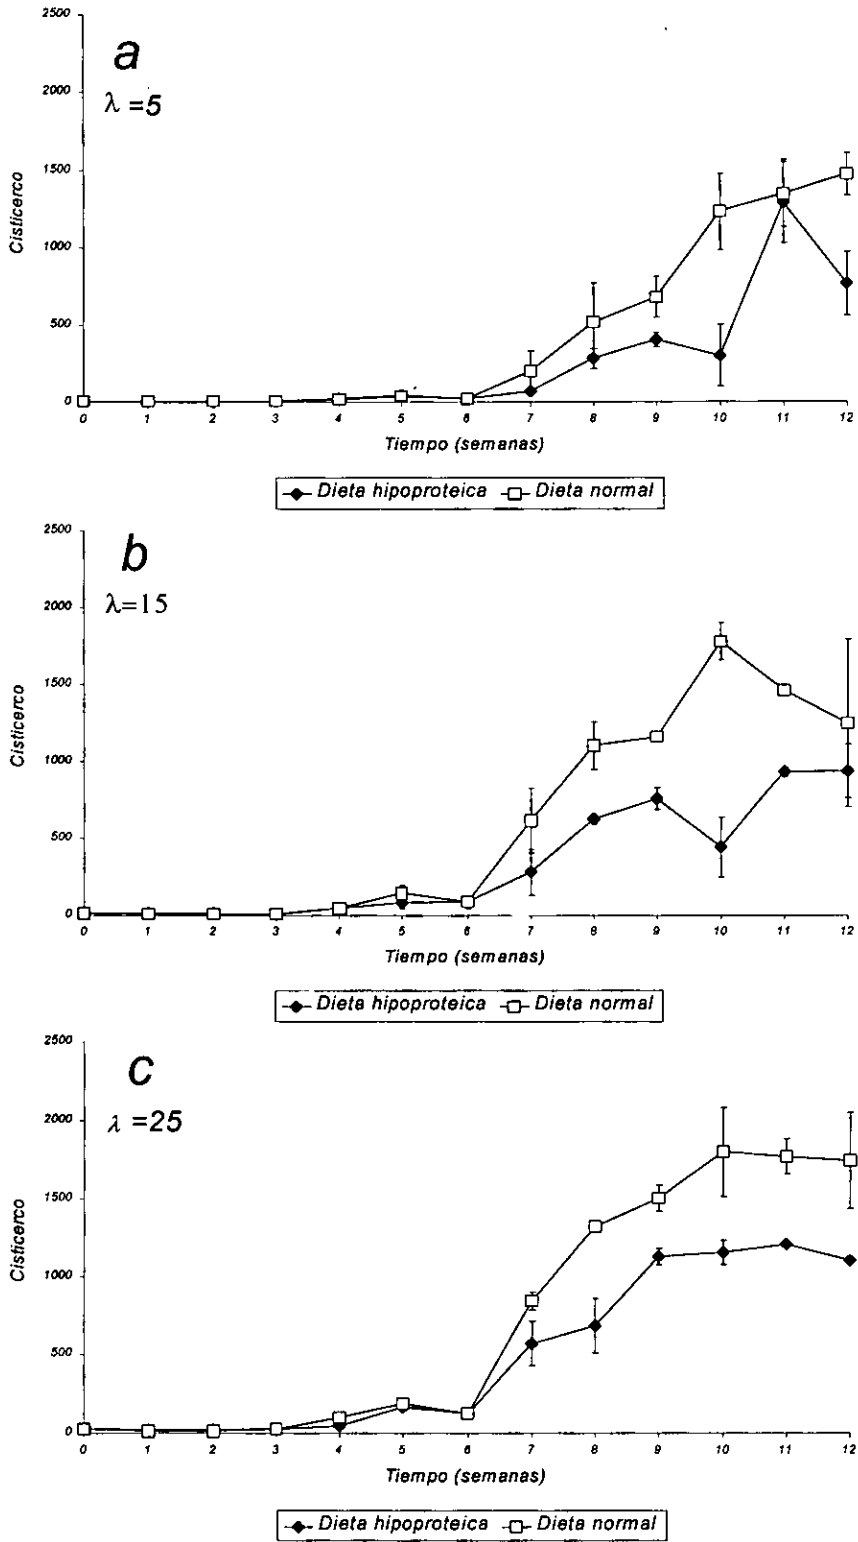 2500
a
λ =5
2000
1500
1000
500
0
Cisticerco
0 1 2 3 4 5 6 7 8 9 10 11 12
Tiempo (semanas)
Dieta hipoproteica Dieta normal
2500
b
λ=15
2000
1500
1000
500
0
Cisticerco
0 1 2 3 4 5 6 7 8 9 10 11 12
Tiempo (semanas)
Dieta hipoproteica Dieta normal
2500
c
λ =25
2000
1500
1000
500
0
Cisticerco
0 1 2 3 4 5 6 7 8 9 10 11 12
Tiempo (semanas)
Dieta hipoproteica Dieta normal